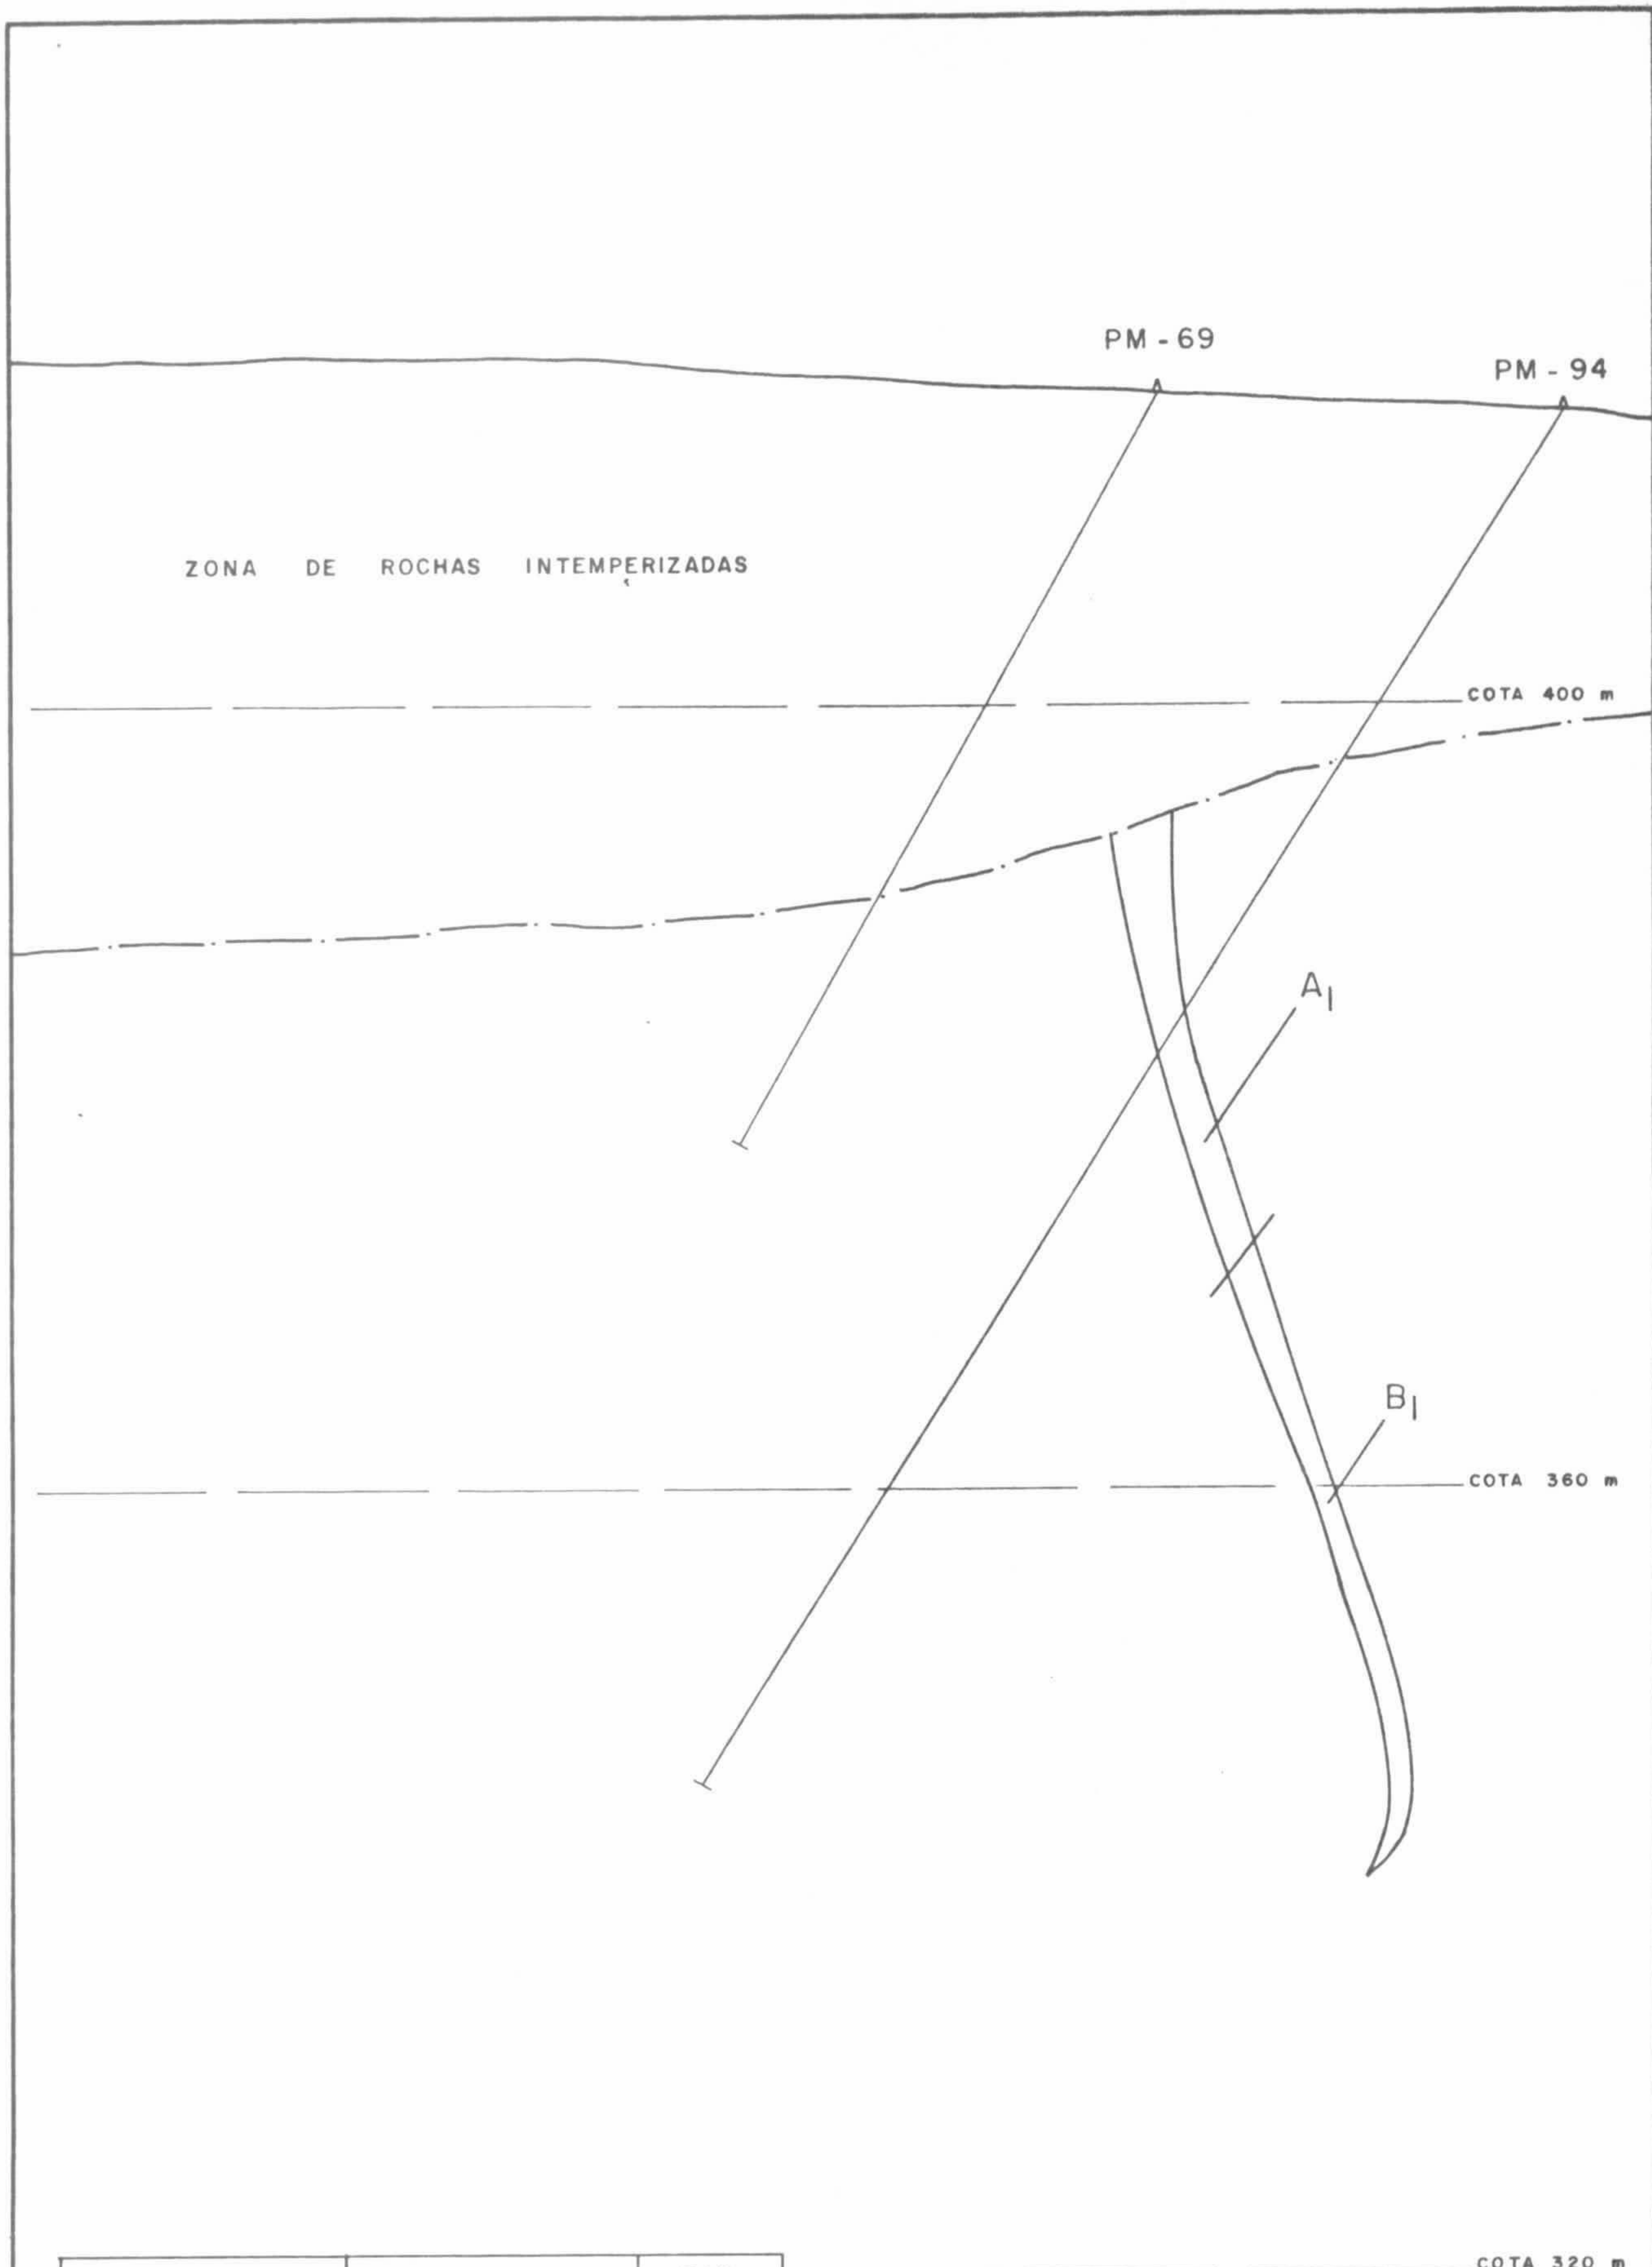 PM - 69
PM - 94
ZONA DE ROCHAS INTEMPERIZADAS
COTA 400 m
A1
B1
COTA 360 m
COTA 320 m